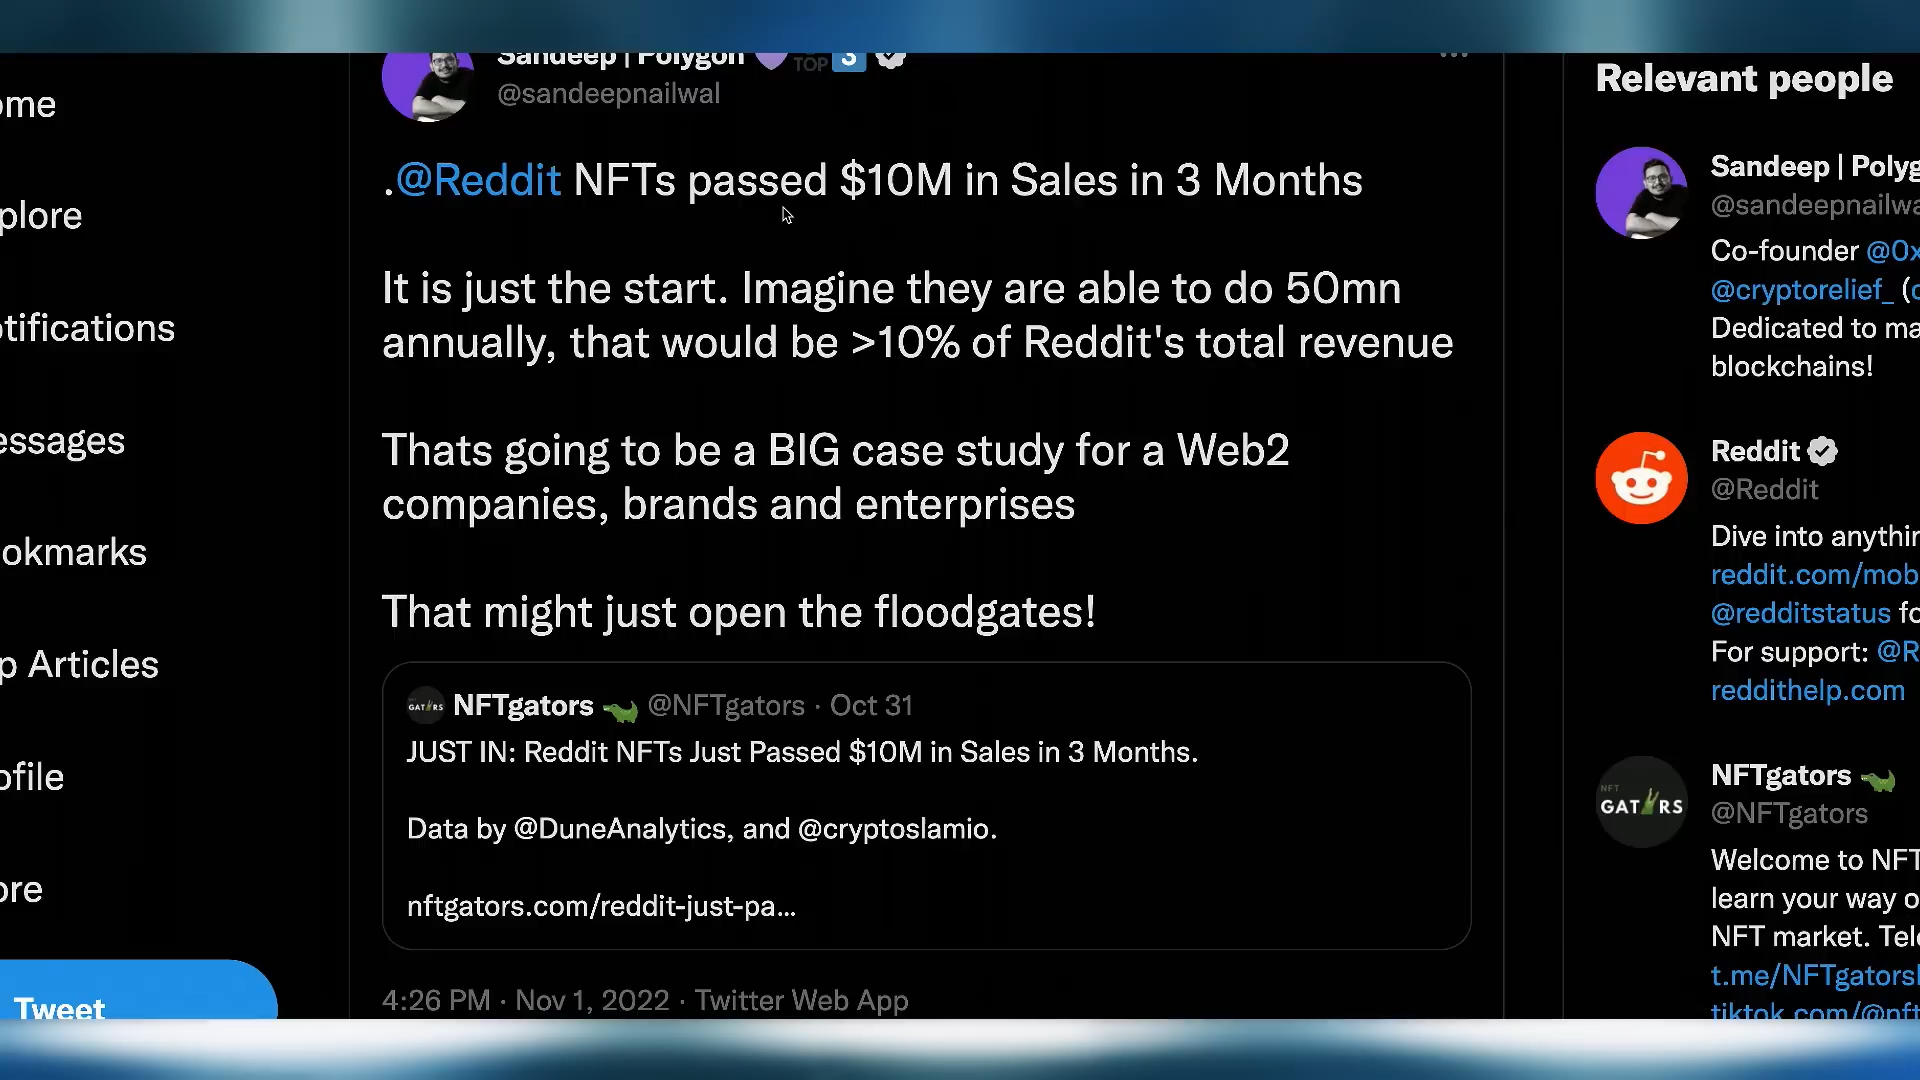 Sandeep | Polygon TOP 3
@sandeepnailwal
.@Reddit NFTs passed $10M in Sales in 3 Months
It is just the start. Imagine they are able to do 50mn
annually, that would be >10% of Reddit's total revenue
Thats going to be a BIG case study for a Web2
companies, brands and enterprises
That might just open the floodgates!
NFTgators @NFTgators · Oct 31
JUST IN: Reddit NFTs Just Passed $10M in Sales in 3 Months.
Data by @DuneAnalytics, and @cryptoslamio.
nftgators.com/reddit-just-pa...
4:26 PM · Nov 1, 2022 · Twitter Web App
ome
plore
otifications
essages
okmarks
p Articles
ofile
ore
Tweet
Relevant people
Sandeep | Polyg
@sandeepnailwa
Co-founder @0x
@cryptorelief_ (c
Dedicated to ma
blockchains!
Reddit
@Reddit
Dive into anythin
reddit.com/mob
@redditstatus fo
For support: @R
reddithelp.com
NFT GATORS
NFTgators
@NFTgators
Welcome to NFT
learn your way o
NFT market. Tele
t.me/NFTgatorsl
tiktok.com/@nft